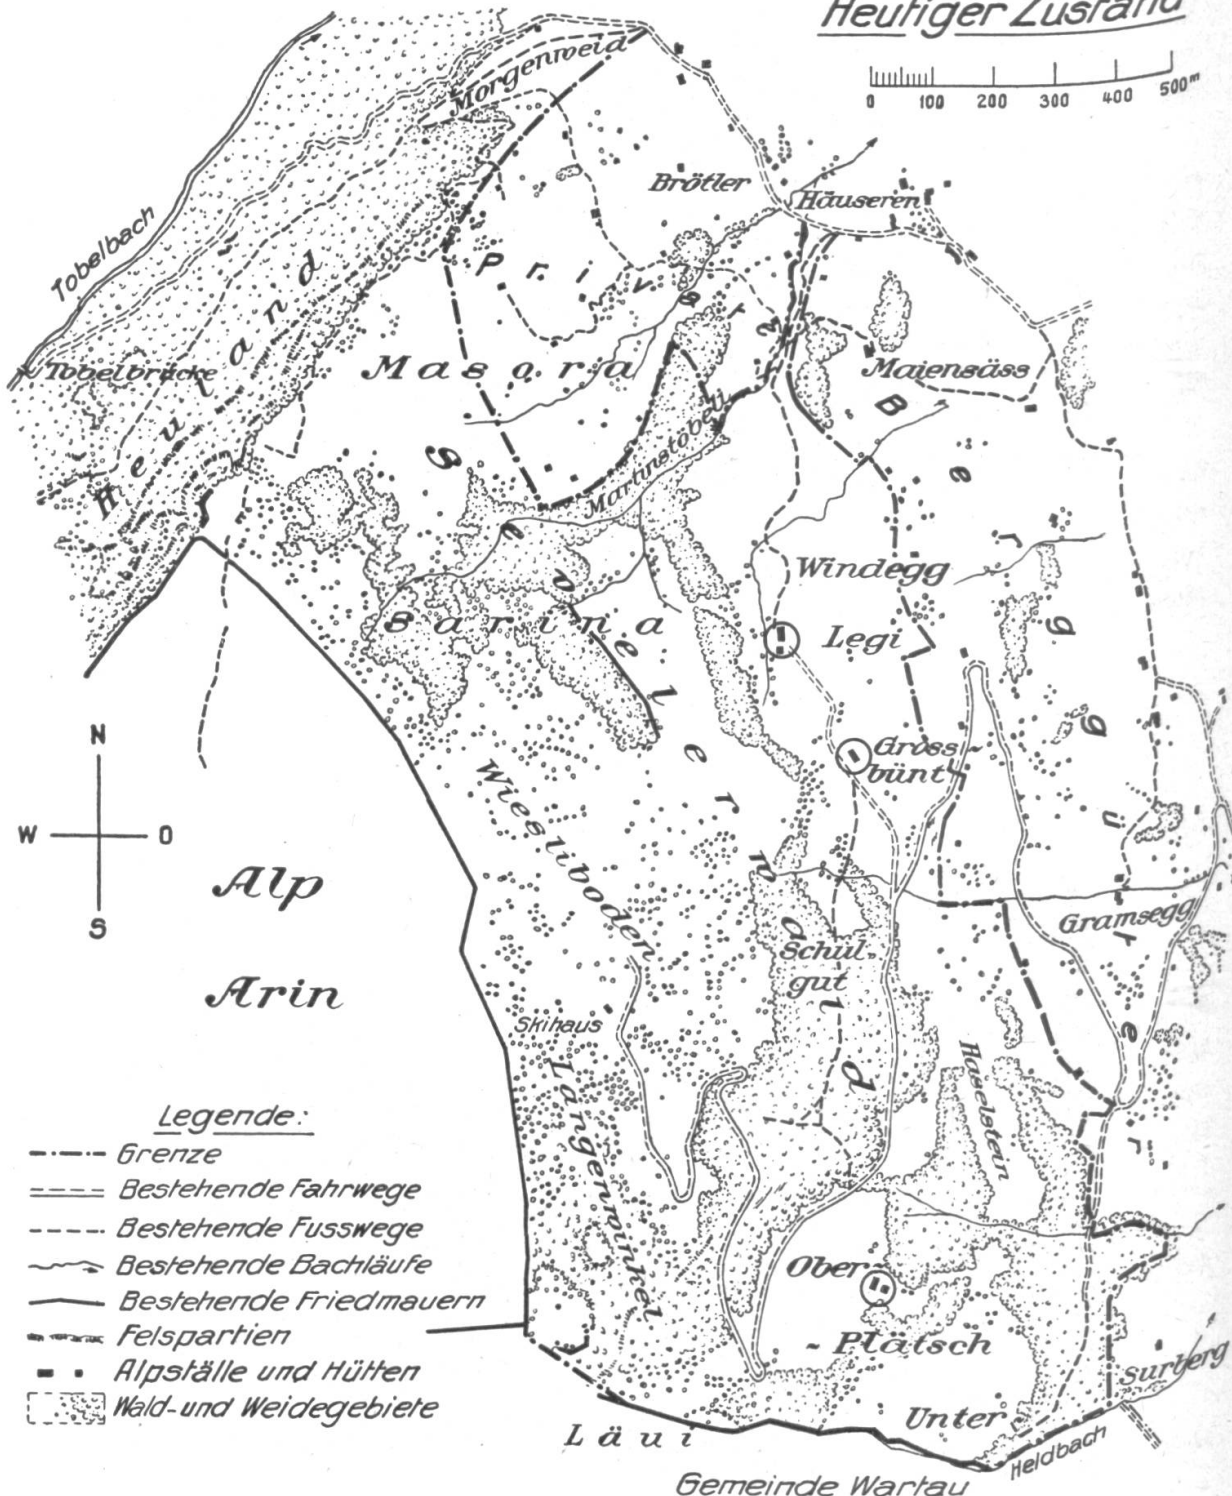 Heutiger Zustand
0 100 200 300 400 500m
Morgenweid
Brötler
Häuseren
Tobelbach
Heuland
Privat
Tobelbrücke
Masora
Maiensäss
Martinstobel
Berggüter
Sevelerwald
Windegg
Sarina
Legi
Gross-
bünt
Wiesliboden
N
W O
S
Alp
Arin
Gramsegg
Schul-
gut
Skihaus
Haselstein
Langenwinkel
Legende:
Grenze
Bestehende Fahrwege
Bestehende Fusswege
Bestehende Bachläufe
Bestehende Friedmauern
Felspartien
Alpställe und Hütten
Wald- und Weidegebiete
Ober-
- Plätsch
Surberg
Unter
Läui
Heldbach
Gemeinde Wartau